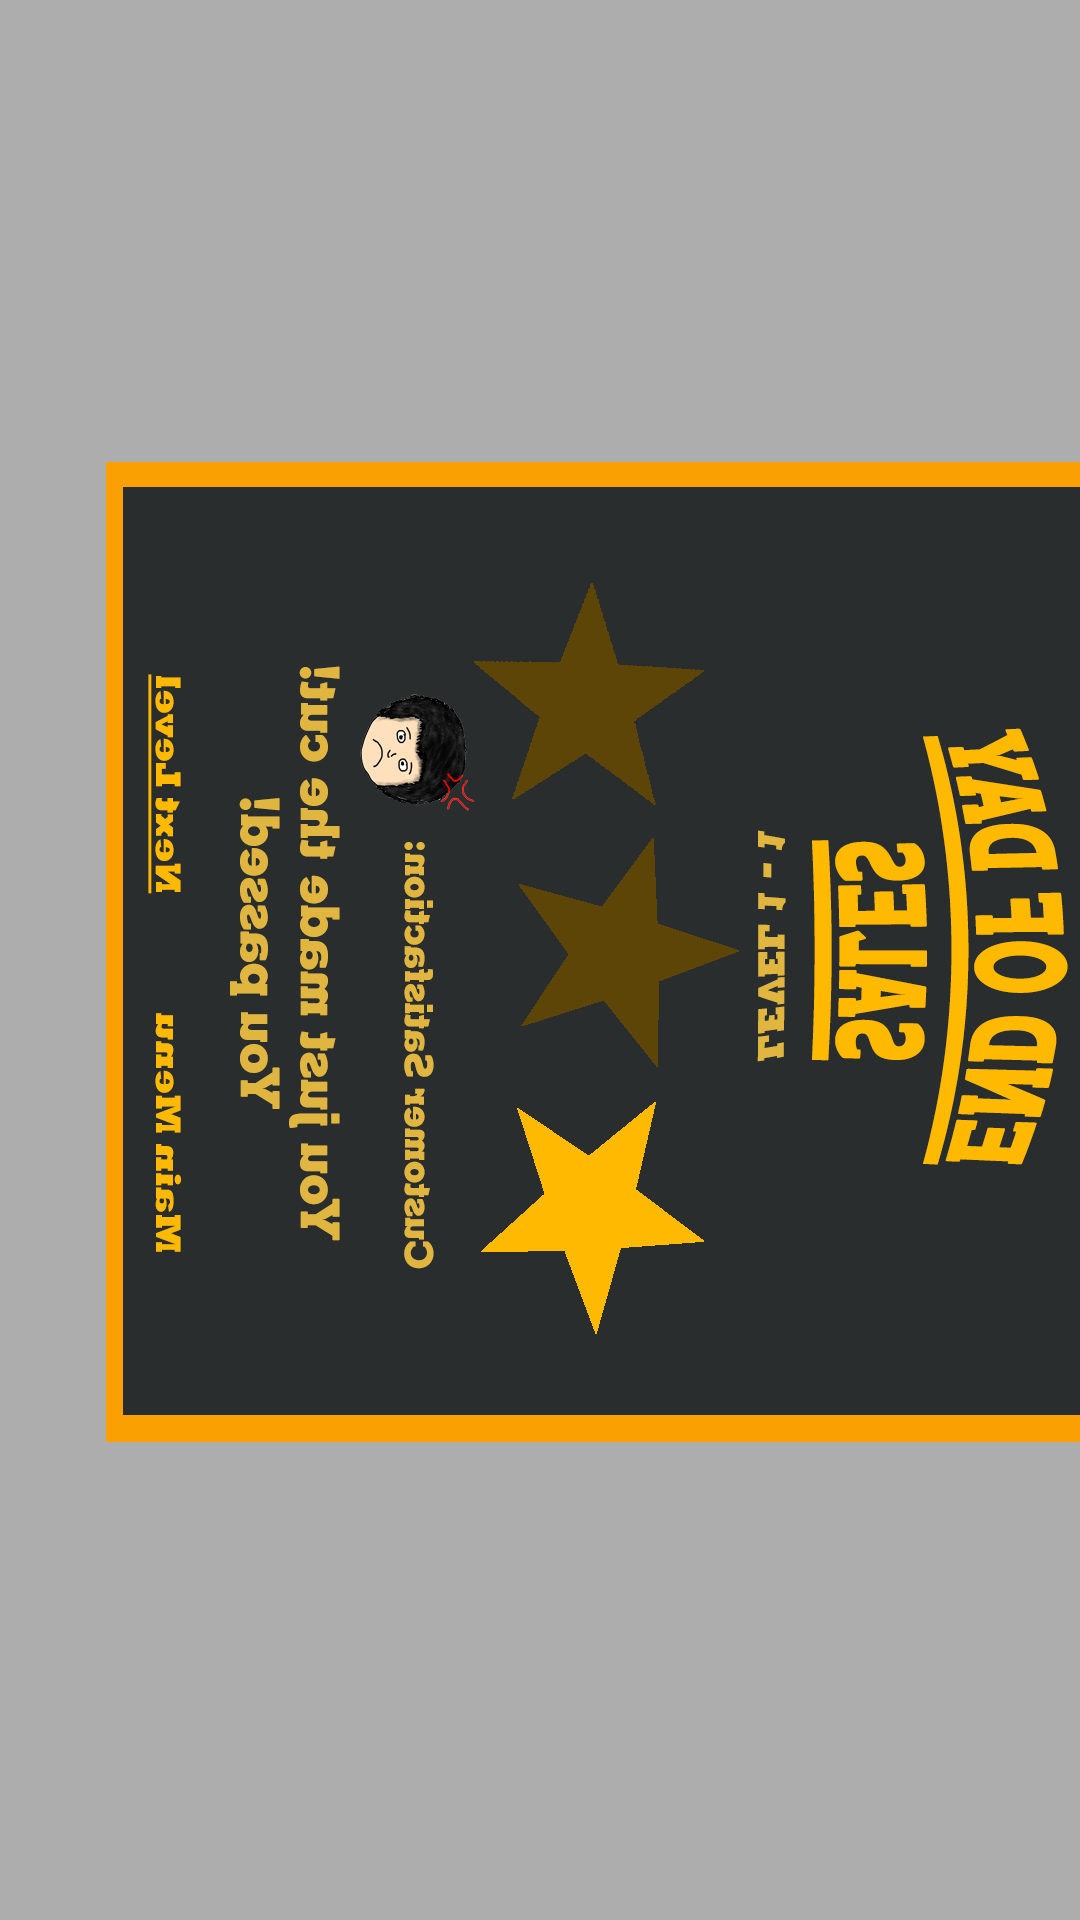 END OF DAY
SALES
LEVEL 1 - 1
Customer Satisfaction:
You just made the cut!
You passed!
Main Menu
Next Level